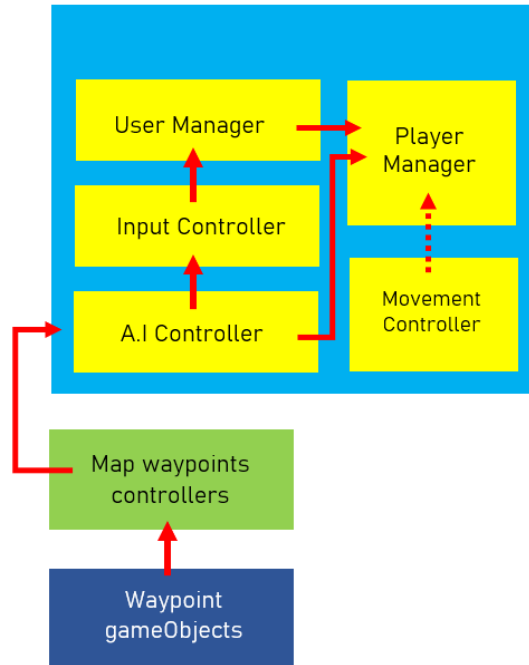 User Manager
Player
Manager
Input Controller
A.I Controller
Movement
Controller
Map waypoints
controllers
Waypoint
gameObjects